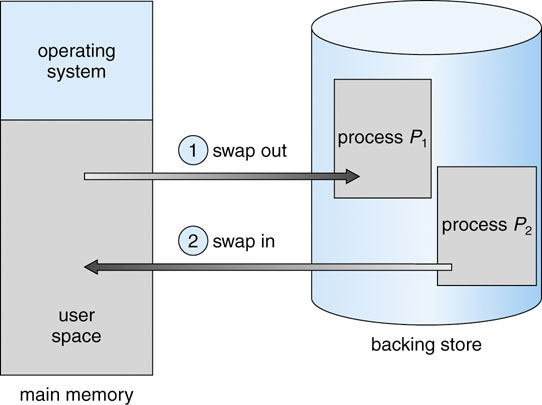 operating
system
1 swap out
process P1
2 swap in
process P2
user
space
backing store
main memory